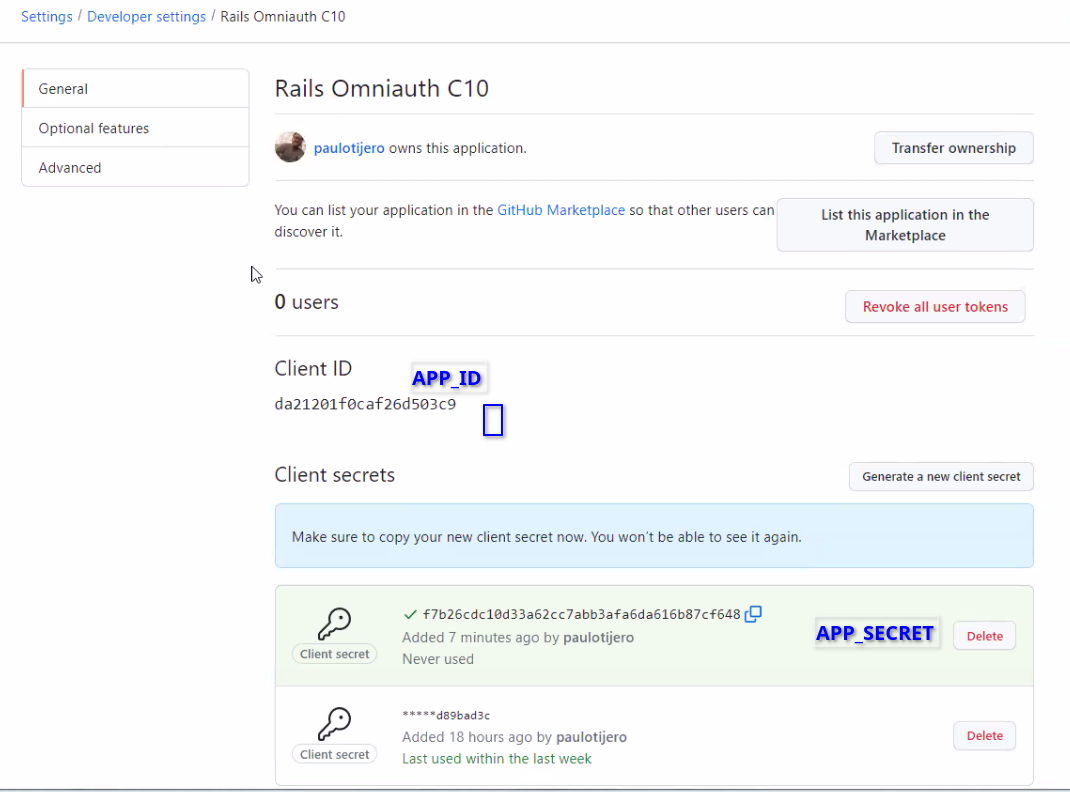 Settings / Developer settings / Rails Omniauth C10
General
Optional features
Advanced
Rails Omniauth C10
paulotijero owns this application.
Transfer ownership
You can list your application in the GitHub Marketplace so that other users can
discover it.
List this application in the
Marketplace
0 users
Revoke all user tokens
Client ID
APP_ID
da21201f0caf26d503c9
Client secrets
Generate a new client secret
Make sure to copy your new client secret now. You won't be able to see it again.
f7b26cdc10d33a62cc7abb3afa6da616b87cf648
Client secret
Added 7 minutes ago by paulotijero
Never used
APP_SECRET
Delete
*****d89bad3c
Client secret
Added 18 hours ago by paulotijero
Last used within the last week
Delete